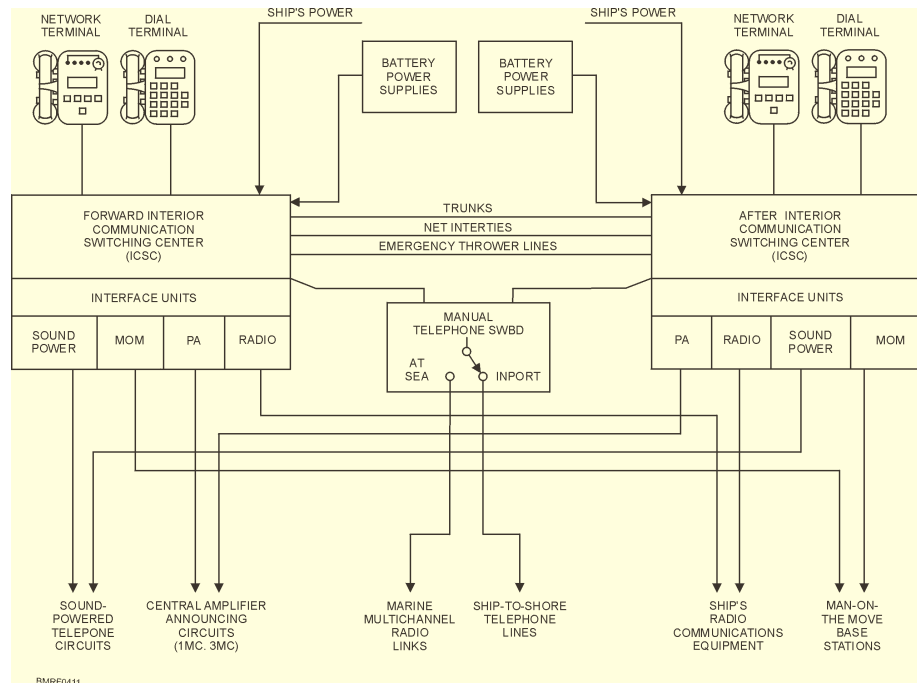 NETWORK
TERMINAL
DIAL
TERMINAL
SHIP'S POWER
SHIP'S POWER
NETWORK
TERMINAL
DIAL
TERMINAL
BATTERY
POWER
SUPPLIES
BATTERY
POWER
SUPPLIES
FORWARD INTERIOR
COMMUNICATION
SWITCHING CENTER
(ICSC)
TRUNKS
NET INTERTIES
EMERGENCY THROWER LINES
AFTER INTERIOR
COMMUNICATION
SWITCHING CENTER
(ICSC)
INTERFACE UNITS
INTERFACE UNITS
SOUND
POWER
MOM
PA
RADIO
MANUAL
TELEPHONE SWBD
AT
SEA
INPORT
PA
RADIO
SOUND
POWER
MOM
SOUND-
POWERED
TELEPONE
CIRCUITS
CENTRAL AMPLIFIER
ANNOUNCING
CIRCUITS
(1MC. 3MC)
MARINE
MULTICHANNEL
RADIO
LINKS
SHIP-TO-SHORE
TELEPHONE
LINES
SHIP'S
RADIO
COMMUNICATIONS
EQUIPMENT
MAN-ON-
THE MOVE
BASE
STATIONS
BMRF0411